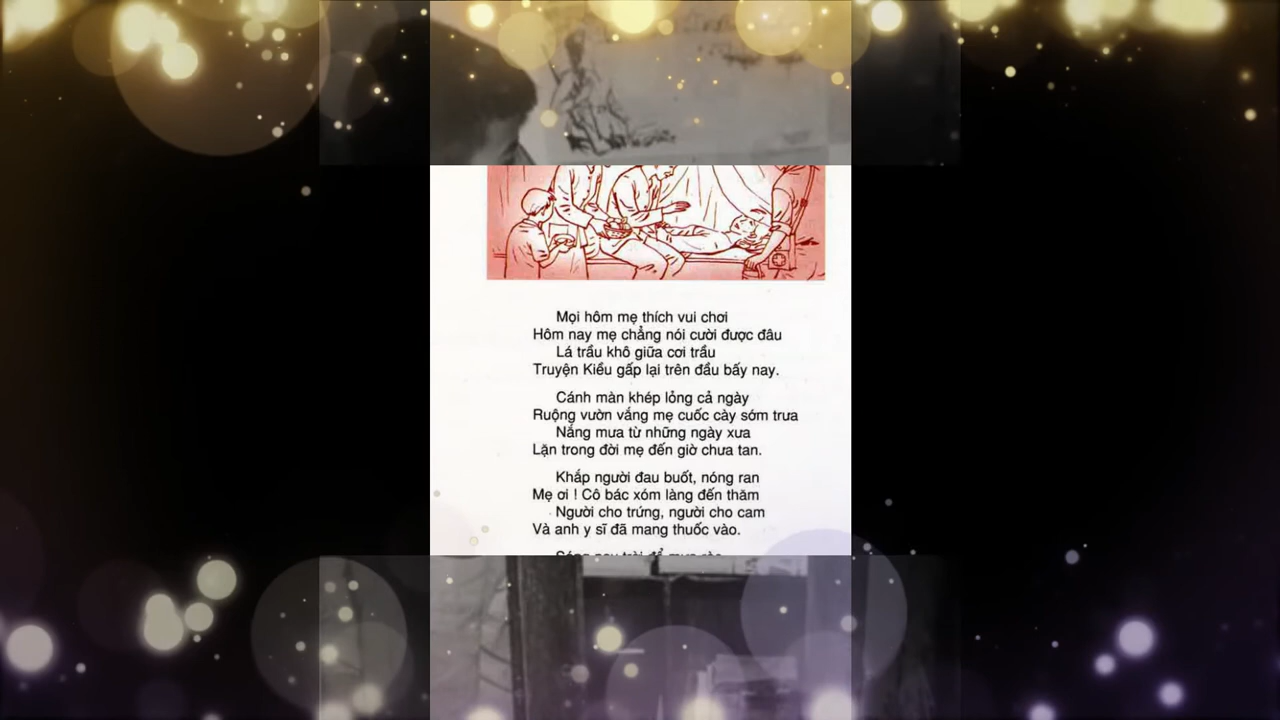 Mọi hôm mẹ thích vui chơi
Hôm nay mẹ chẳng nói cười được đâu
Lá trầu khô giữa cơi trầu
Truyện Kiều gấp lại trên đầu bấy nay.
Cánh màn khép lỏng cả ngày
Ruộng vườn vắng mẹ cuốc cày sớm trưa
Nắng mưa từ những ngày xưa
Lặn trong đời mẹ đến giờ chưa tan.
Khắp người đau buốt, nóng ran
Mẹ ơi ! Cô bác xóm làng đến thăm
Người cho trứng, người cho cam
Và anh y sĩ đã mang thuốc vào.